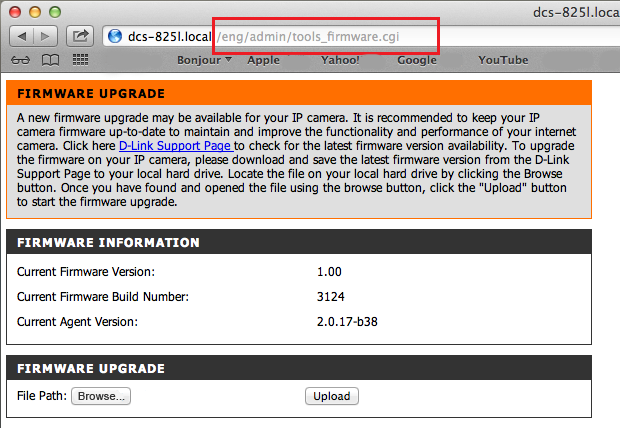 dcs-825l.loca
dcs-825l.local/eng/admin/tools_firmware.cgi
Bonjour Apple Yahoo! Google YouTube
FIRMWARE UPGRADE
A new firmware upgrade may be available for your IP camera. It is recommended to keep your IP
camera firmware up-to-date to maintain and improve the functionality and performance of your internet
camera. Click here D-Link Support Page to check for the latest firmware version availability. To upgrade
the firmware on your IP camera, please download and save the latest firmware version from the D-Link
Support Page to your local hard drive. Locate the file on your local hard drive by clicking the Browse
button. Once you have found and opened the file using the browse button, click the "Upload" button
to start the firmware upgrade.
FIRMWARE INFORMATION
Current Firmware Version: 1.00
Current Firmware Build Number: 3124
Current Agent Version: 2.0.17-b38
FIRMWARE UPGRADE
File Path: Browse... Upload